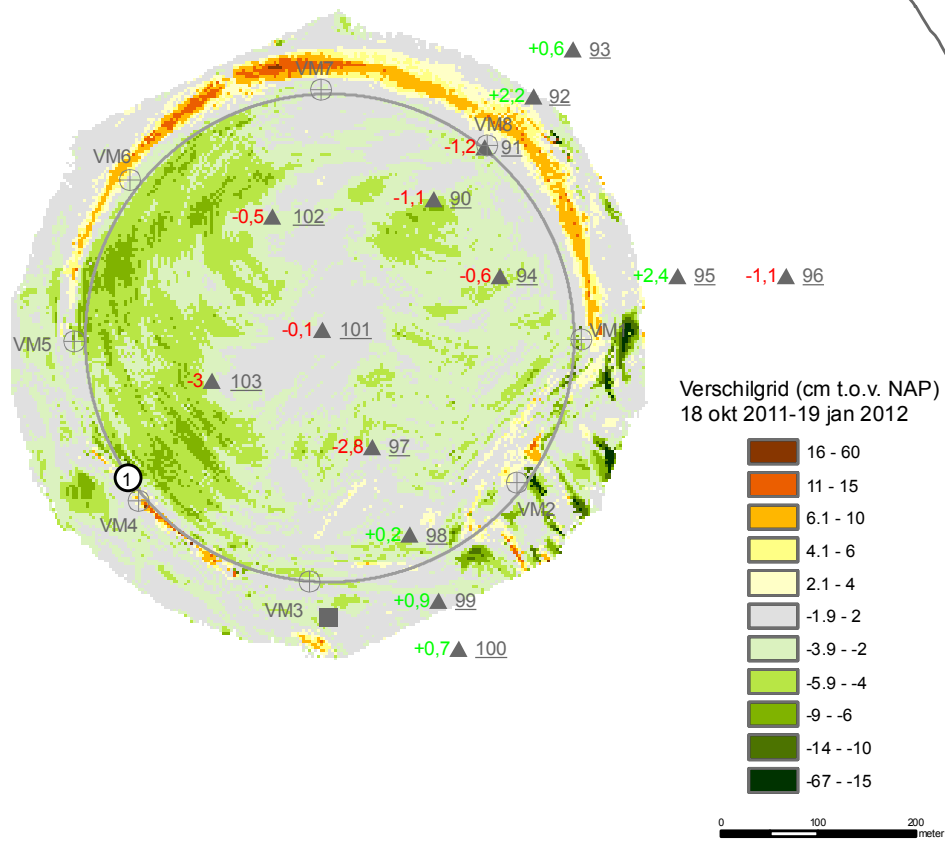 +0,6 93
VM7
+2,2 92
VM8
-1,2 91
VM6
-1,1 90
-0,5 102
-0,6 94
+2,4 95
-1,1 96
-0,1 101
VM5
VM
-3 103
Verschilgrid (cm t.o.v. NAP)
18 okt 2011-19 jan 2012
-2,8 97
16 - 60
11 - 15
6.1 - 10
4.1 - 6
2.1 - 4
-1.9 - 2
-3.9 - -2
-5.9 - -4
-9 - -6
-14 - -10
-67 - -15
1
VM4
VM2
+0,2 98
VM3
+0,9 99
+0,7 100
0 100 200
meter